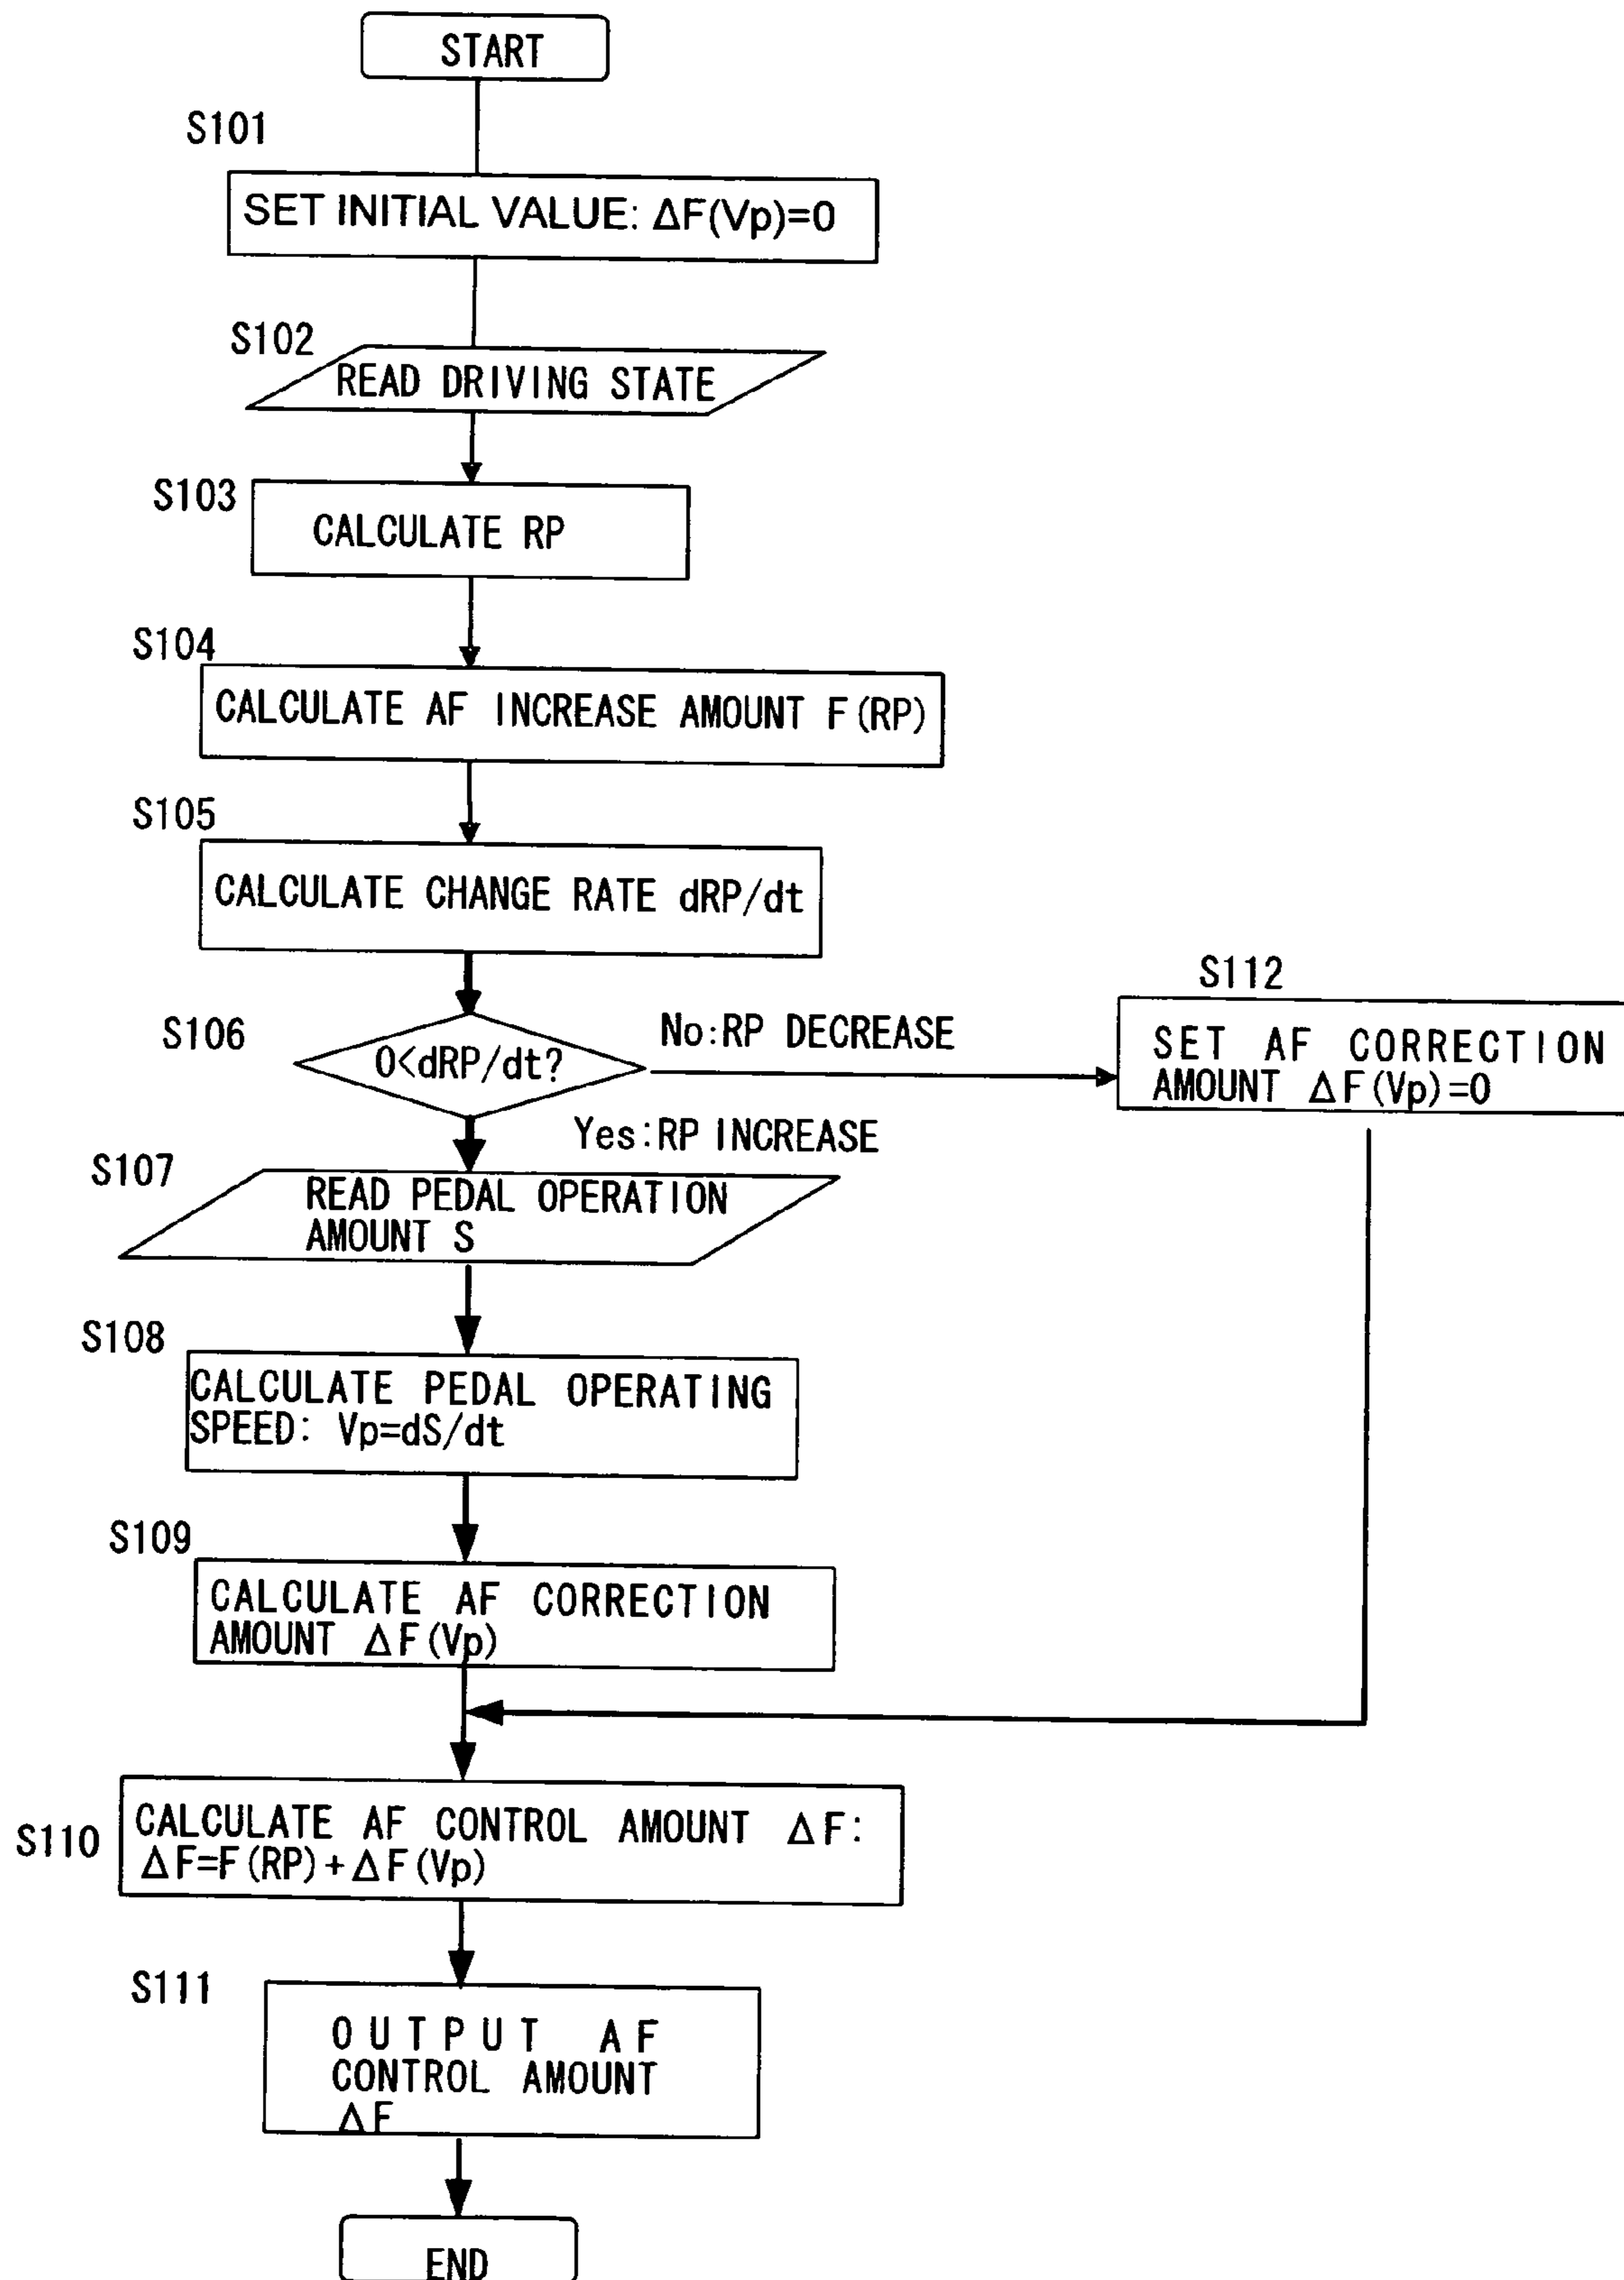 START
S101
SET INITIAL VALUE: ΔF(Vp)=0
S102
READ DRIVING STATE
S103
CALCULATE RP
S104
CALCULATE AF INCREASE AMOUNT F(RP)
S105
CALCULATE CHANGE RATE dRP/dt
S106
0<dRP/dt?
No:RP DECREASE
S112
SET AF CORRECTION
AMOUNT ΔF(Vp)=0
Yes:RP INCREASE
S107
READ PEDAL OPERATION
AMOUNT S
S108
CALCULATE PEDAL OPERATING
SPEED: Vp=dS/dt
S109
CALCULATE AF CORRECTION
AMOUNT ΔF(Vp)
S110
CALCULATE AF CONTROL AMOUNT ΔF:
ΔF=F(RP)+ΔF(Vp)
S111
OUTPUT AF
CONTROL AMOUNT
ΔF
END